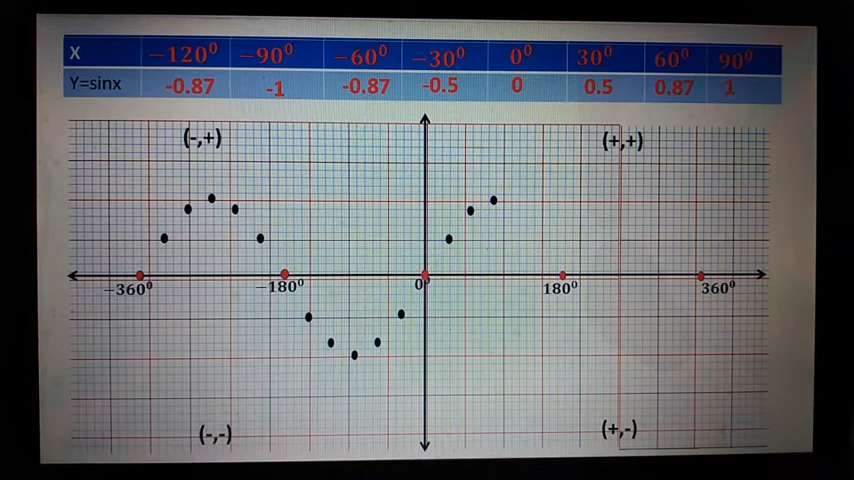 X −120⁰ −90⁰ −60⁰ −30⁰ 0⁰ 30⁰ 60⁰ 90⁰
Y=sinx -0.87 -1 -0.87 -0.5 0 0.5 0.87 1
(-,+) (+,+)
−360⁰ −180⁰ 0⁰ 180⁰ 360⁰
(-,-) (+,-)